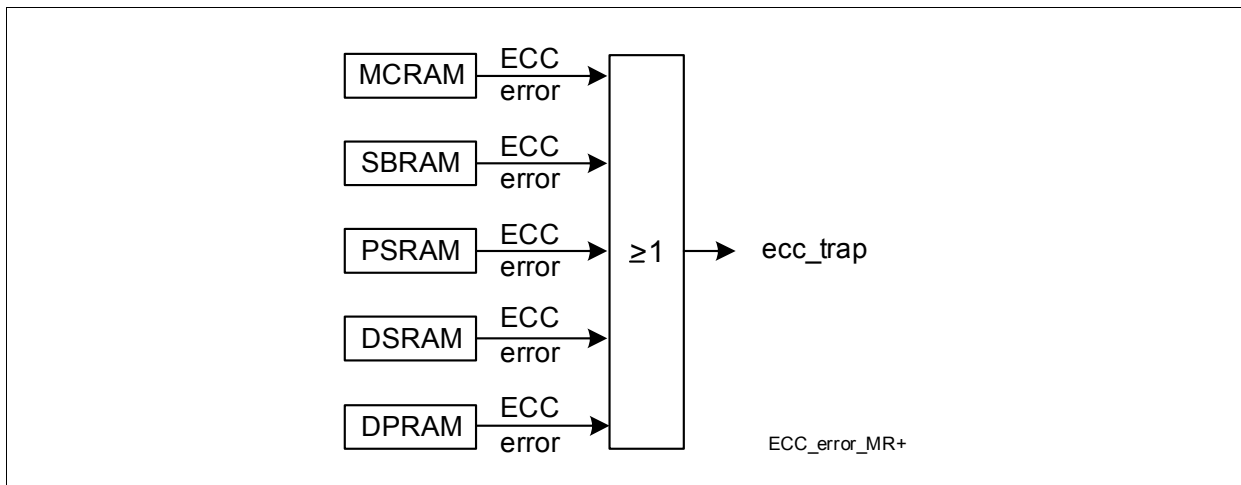 MCRAM
ECC
error
SBRAM
ECC
error
PSRAM
ECC
error
≥1
ecc_trap
DSRAM
ECC
error
DPRAM
ECC
error
ECC_error_MR+